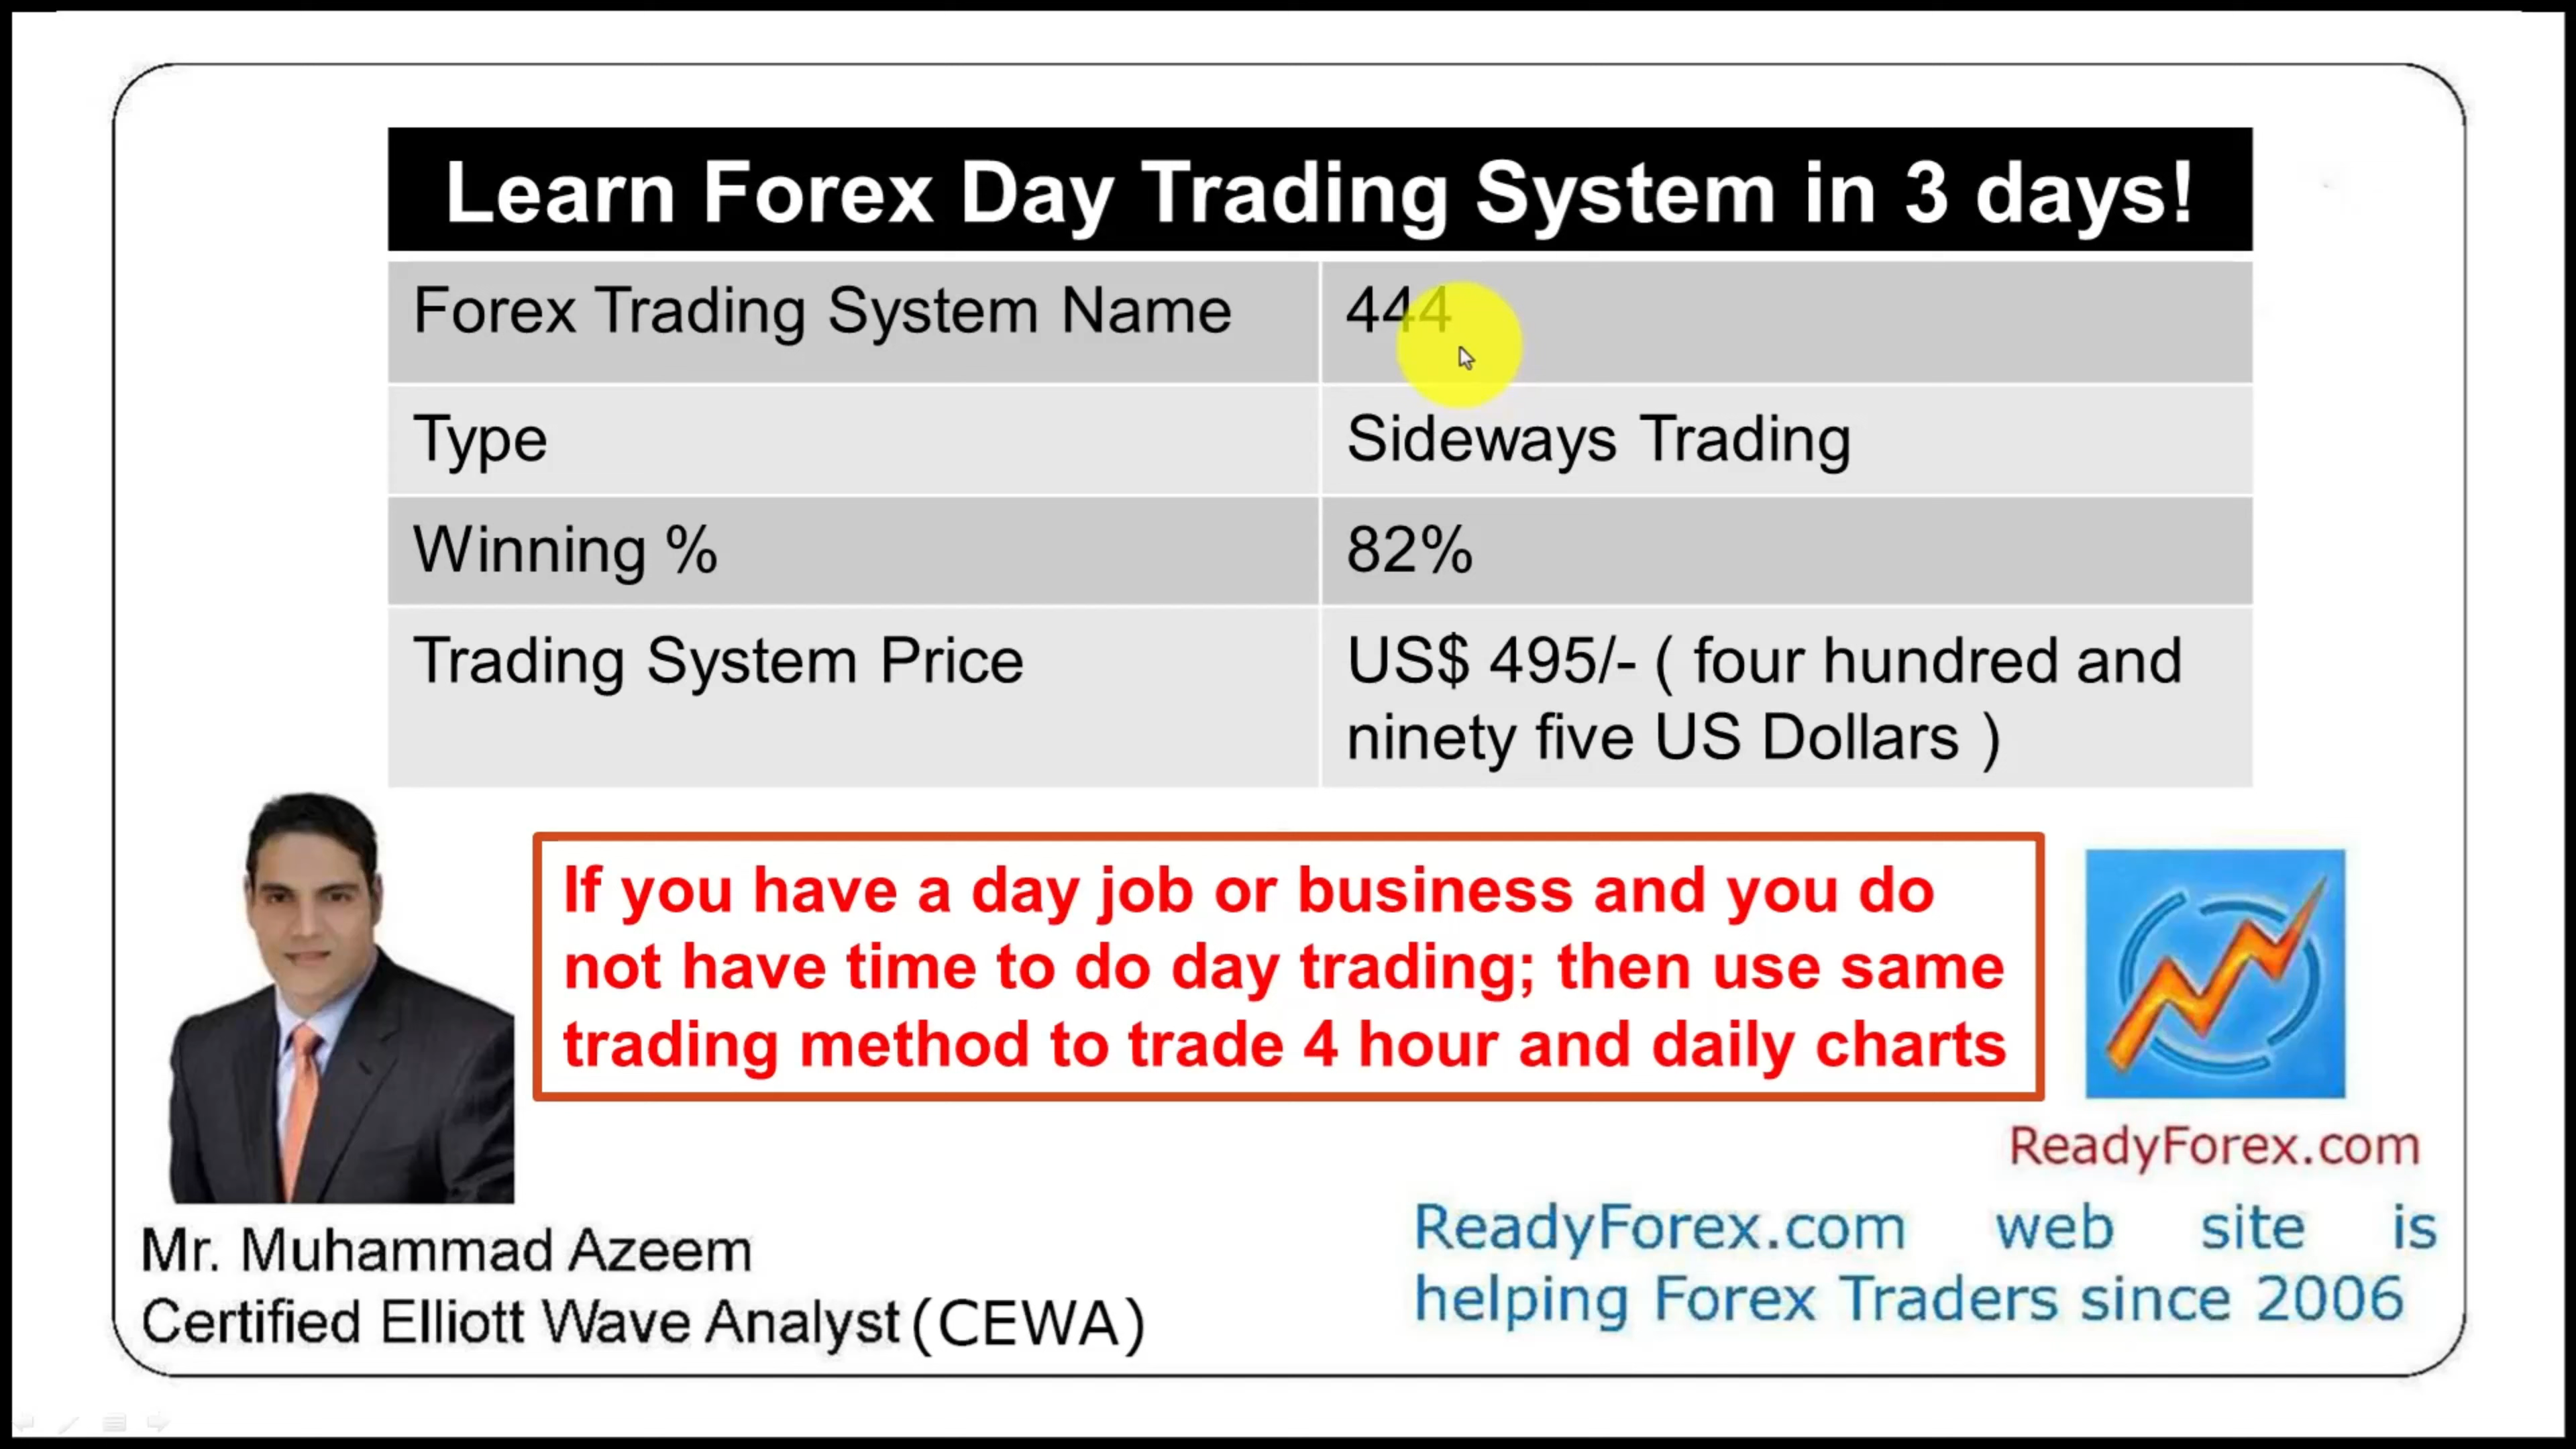 Learn Forex Day Trading System in 3 days!
Forex Trading System Name 444
Type Sideways Trading
Winning % 82%
Trading System Price US$ 495/- ( four hundred and
ninety five US Dollars )
If you have a day job or business and you do
not have time to do day trading; then use same
trading method to trade 4 hour and daily charts
ReadyForex.com
Mr. Muhammad Azeem
Certified Elliott Wave Analyst (CEWA)
ReadyForex.com web site is
helping Forex Traders since 2006